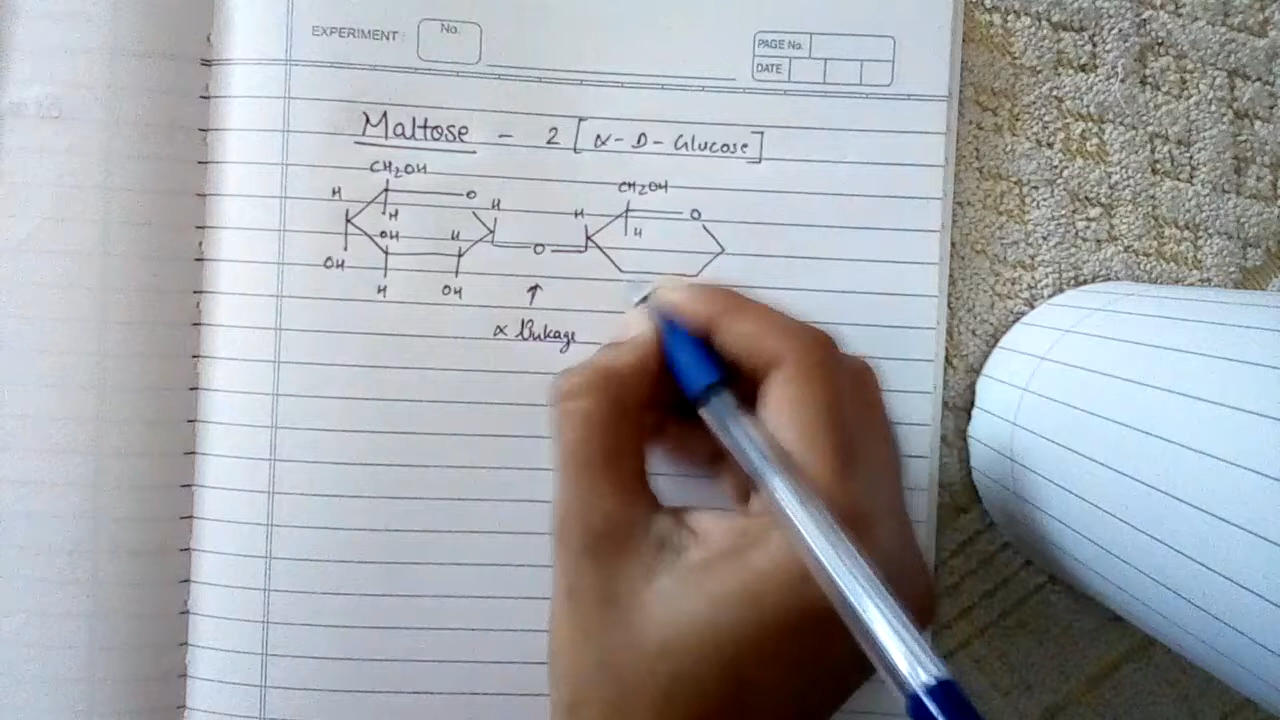 EXPERIMENT : No.
PAGE No.
DATE
Maltose - 2 [α-D-Glucose]
CH₂OH CH₂OH
H O H H O
H H
OH H O
OH
H OH ↑
α linkage